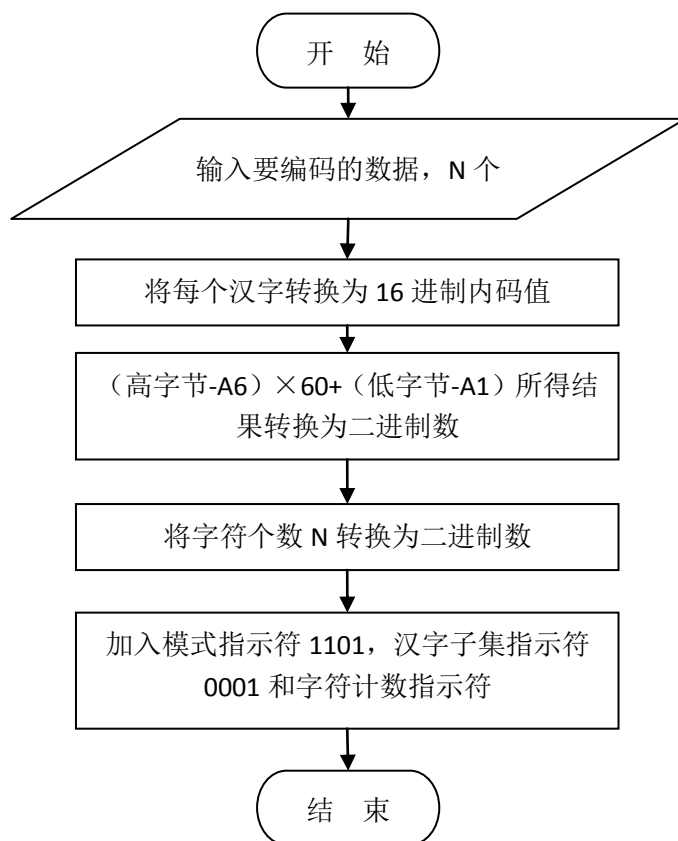 开 始
输入要编码的数据，N 个
将每个汉字转换为 16 进制内码值
（高字节-A6）×60+（低字节-A1）所得结
果转换为二进制数
将字符个数 N 转换为二进制数
加入模式指示符 1101，汉字子集指示符
0001 和字符计数指示符
结 束